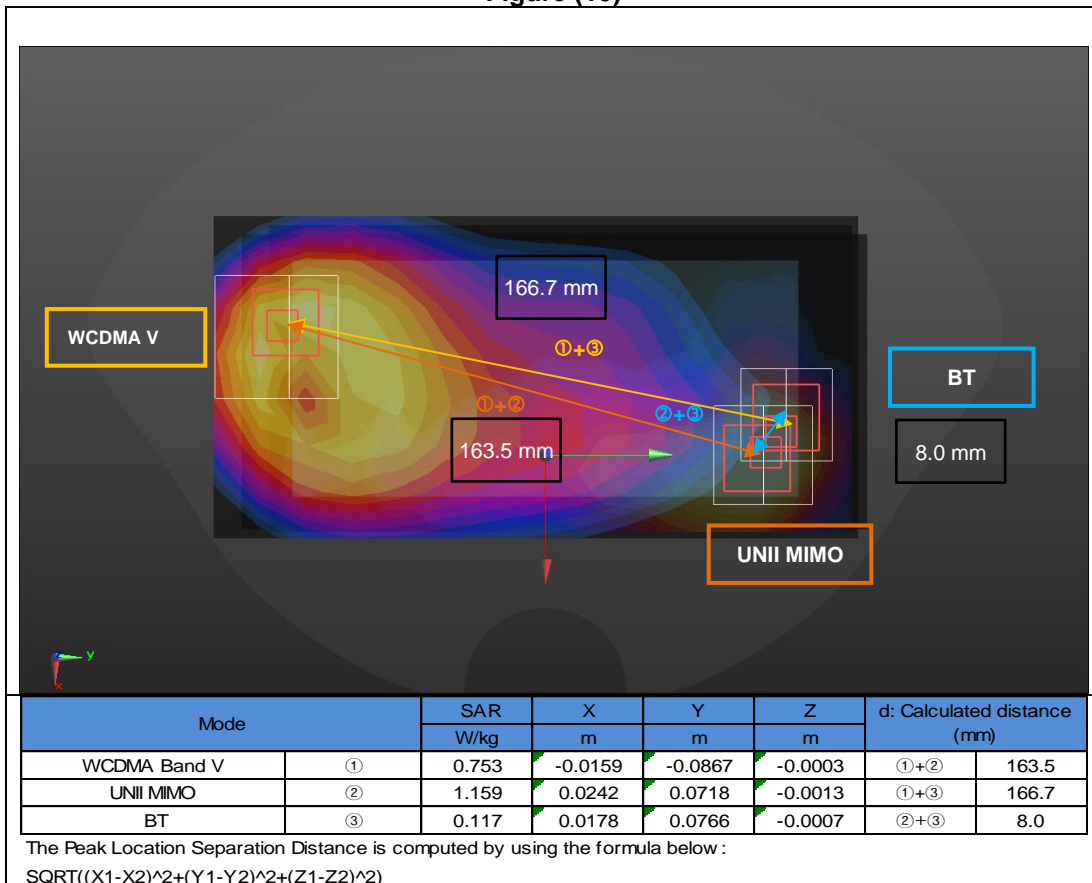 166.7 mm
WCDMA V
①+③
BT
①+②
②+③
163.5 mm
8.0 mm
UNII MIMO
y
x
Mode SAR X Y Z d: Calculated distance (mm)
W/kg m m m
WCDMA Band V ① 0.753 -0.0159 -0.0867 -0.0003 ①+② 163.5
UNII MIMO ② 1.159 0.0242 0.0718 -0.0013 ①+③ 166.7
BT ③ 0.117 0.0178 0.0766 -0.0007 ②+③ 8.0
The Peak Location Separation Distance is computed by using the formula below :
SQRT((X1-X2)^2+(Y1-Y2)^2+(Z1-Z2)^2)